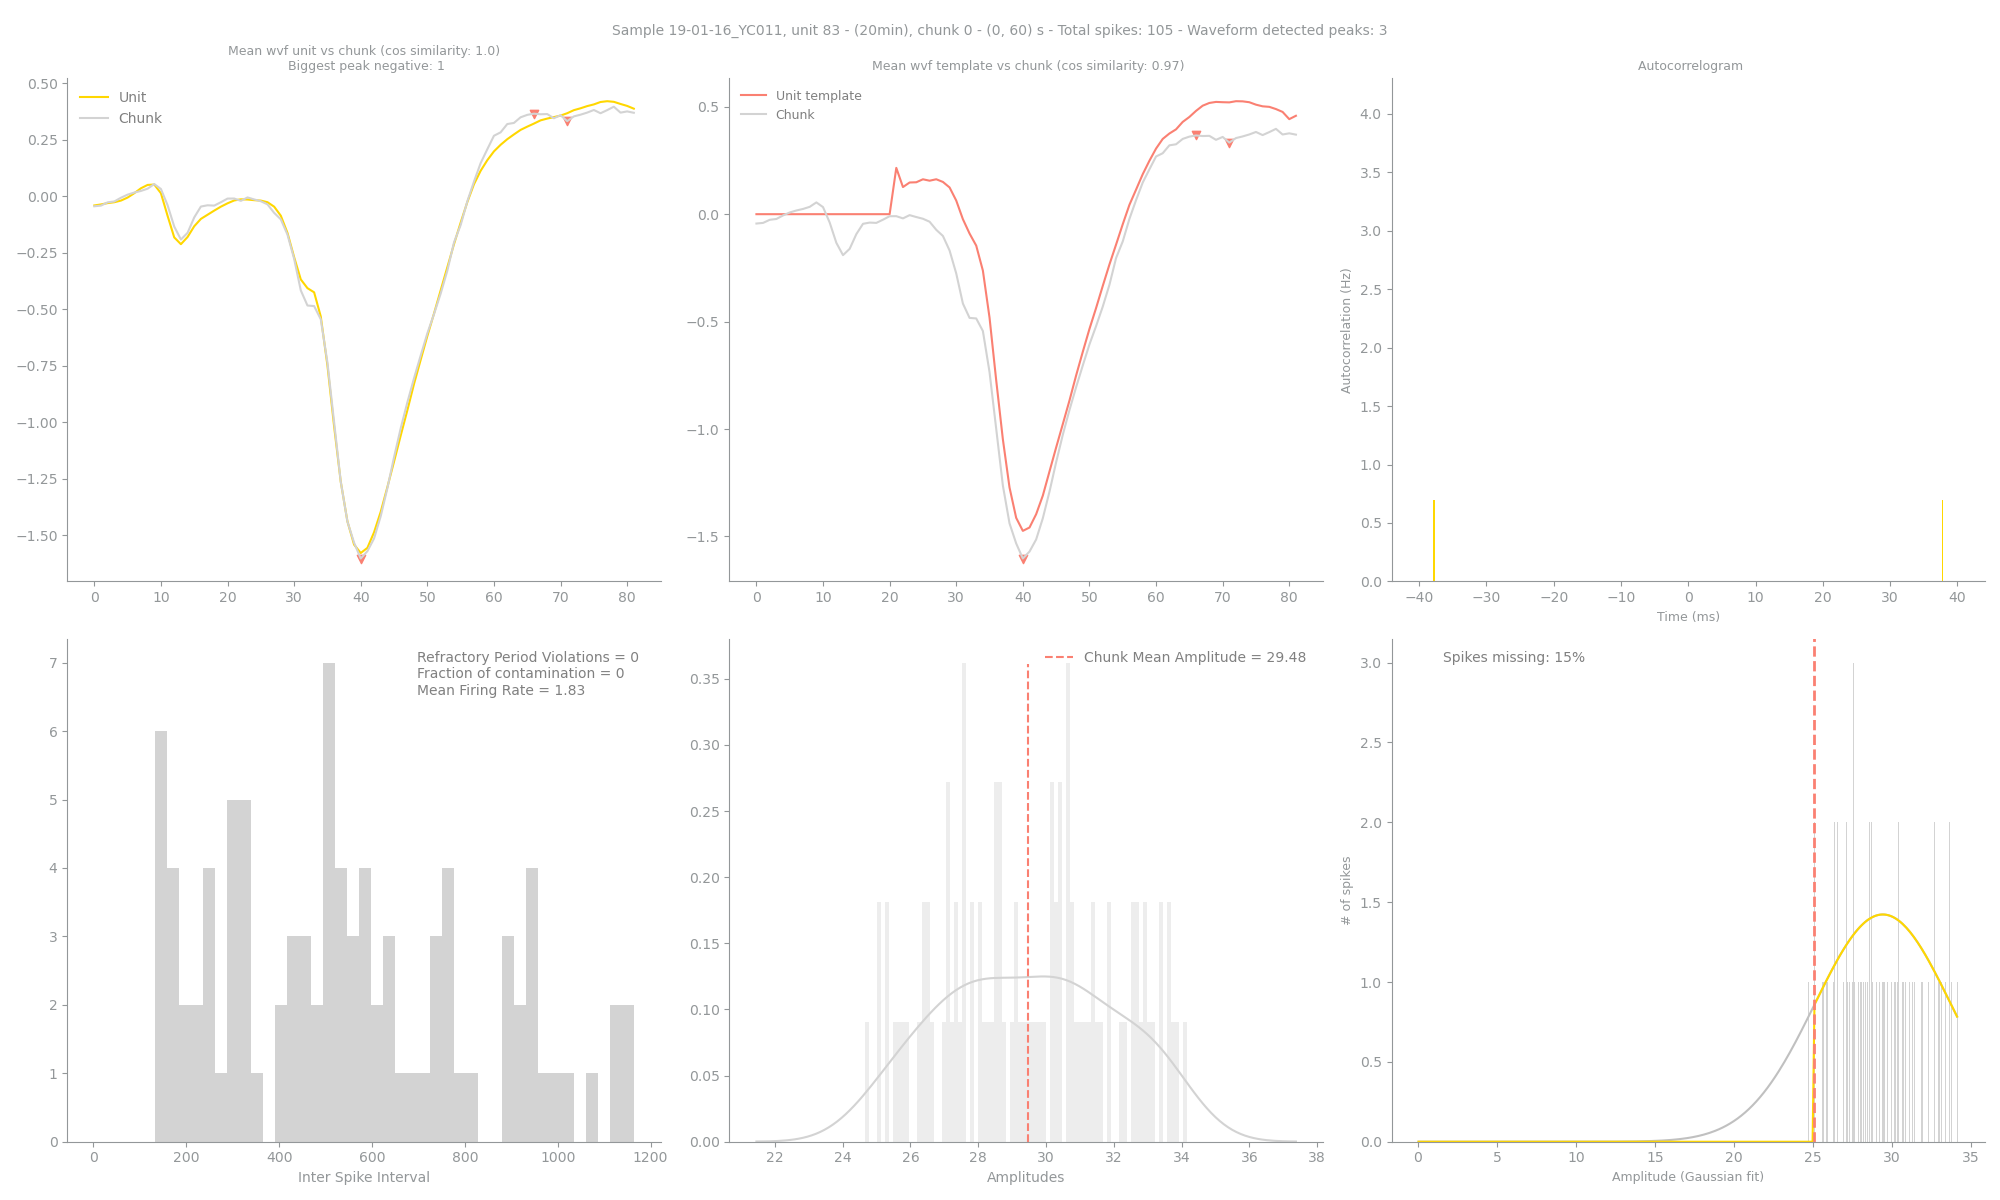 Sample 19-01-16_YC011, unit 83 - (20min), chunk 0 - (0, 60) s - Total spikes: 105 - Waveform detected peaks: 3
Mean wvf unit vs chunk (cos similarity: 1.0)
Biggest peak negative: 1
Unit
Chunk
0.50
0.25
0.00
−0.25
−0.50
−0.75
−1.00
−1.25
−1.50
0 10 20 30 40 50 60 70 80
Mean wvf template vs chunk (cos similarity: 0.97)
Unit template
Chunk
0.5
0.0
−0.5
−1.0
−1.5
0 10 20 30 40 50 60 70 80
Autocorrelogram
Autocorrelation (Hz)
4.0
3.5
3.0
2.5
2.0
1.5
1.0
0.5
0.0
−40 −30 −20 −10 0 10 20 30 40
Time (ms)
Refractory Period Violations = 0
Fraction of contamination = 0
Mean Firing Rate = 1.83
7
6
5
4
3
2
1
0
0 200 400 600 800 1000 1200
Inter Spike Interval
Chunk Mean Amplitude = 29.48
0.35
0.30
0.25
0.20
0.15
0.10
0.05
0.00
22 24 26 28 30 32 34 36 38
Amplitudes
Spikes missing: 15%
# of spikes
3.0
2.5
2.0
1.5
1.0
0.5
0.0
0 5 10 15 20 25 30 35
Amplitude (Gaussian fit)